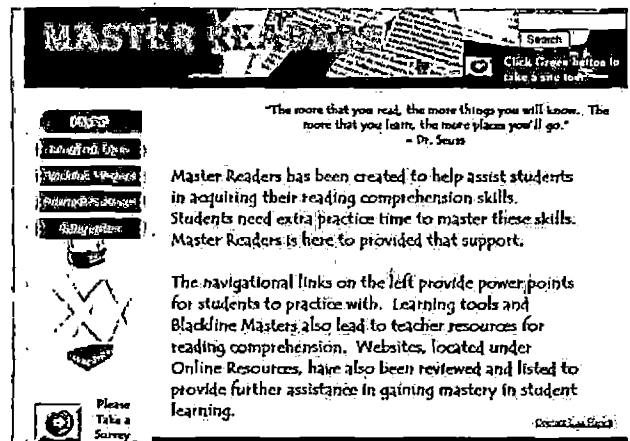 MASTER READERS
Search
Click Green button to
take a site tour.
"The more that you read, the more things you will know. The
more that you learn, the more places you'll go."
- Dr. Seuss
Master Readers has been created to help assist students
in acquiring their reading comprehension skills.
Students need extra practice time to master these skills.
Master Readers is here to provided that support.
The navigational links on the left provide power points
for students to practice with. Learning tools and
Blackline Masters also lead to teacher resources for
reading comprehension. Websites, located under
Online Resources, have also been reviewed and listed to
provide further assistance in gaining mastery in student
learning.
Please
Take a
Survey